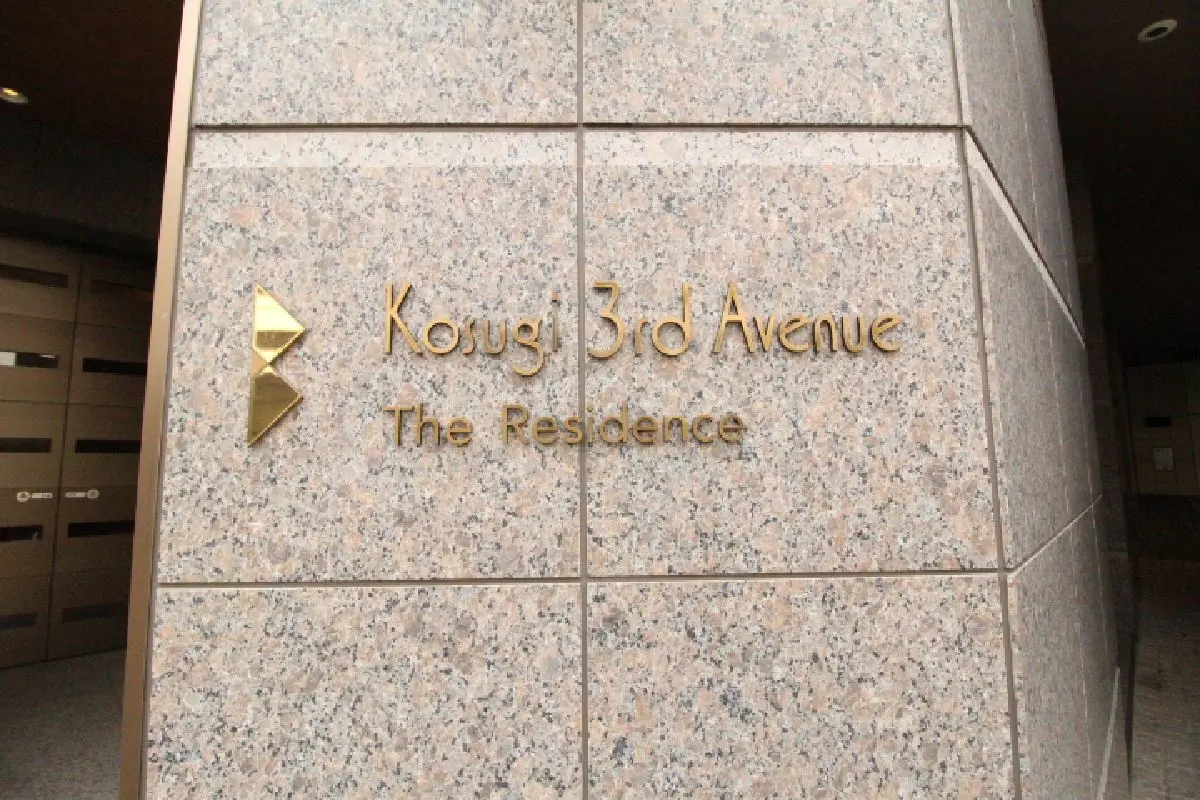 Kosugi 3rd Avenue
The Residence